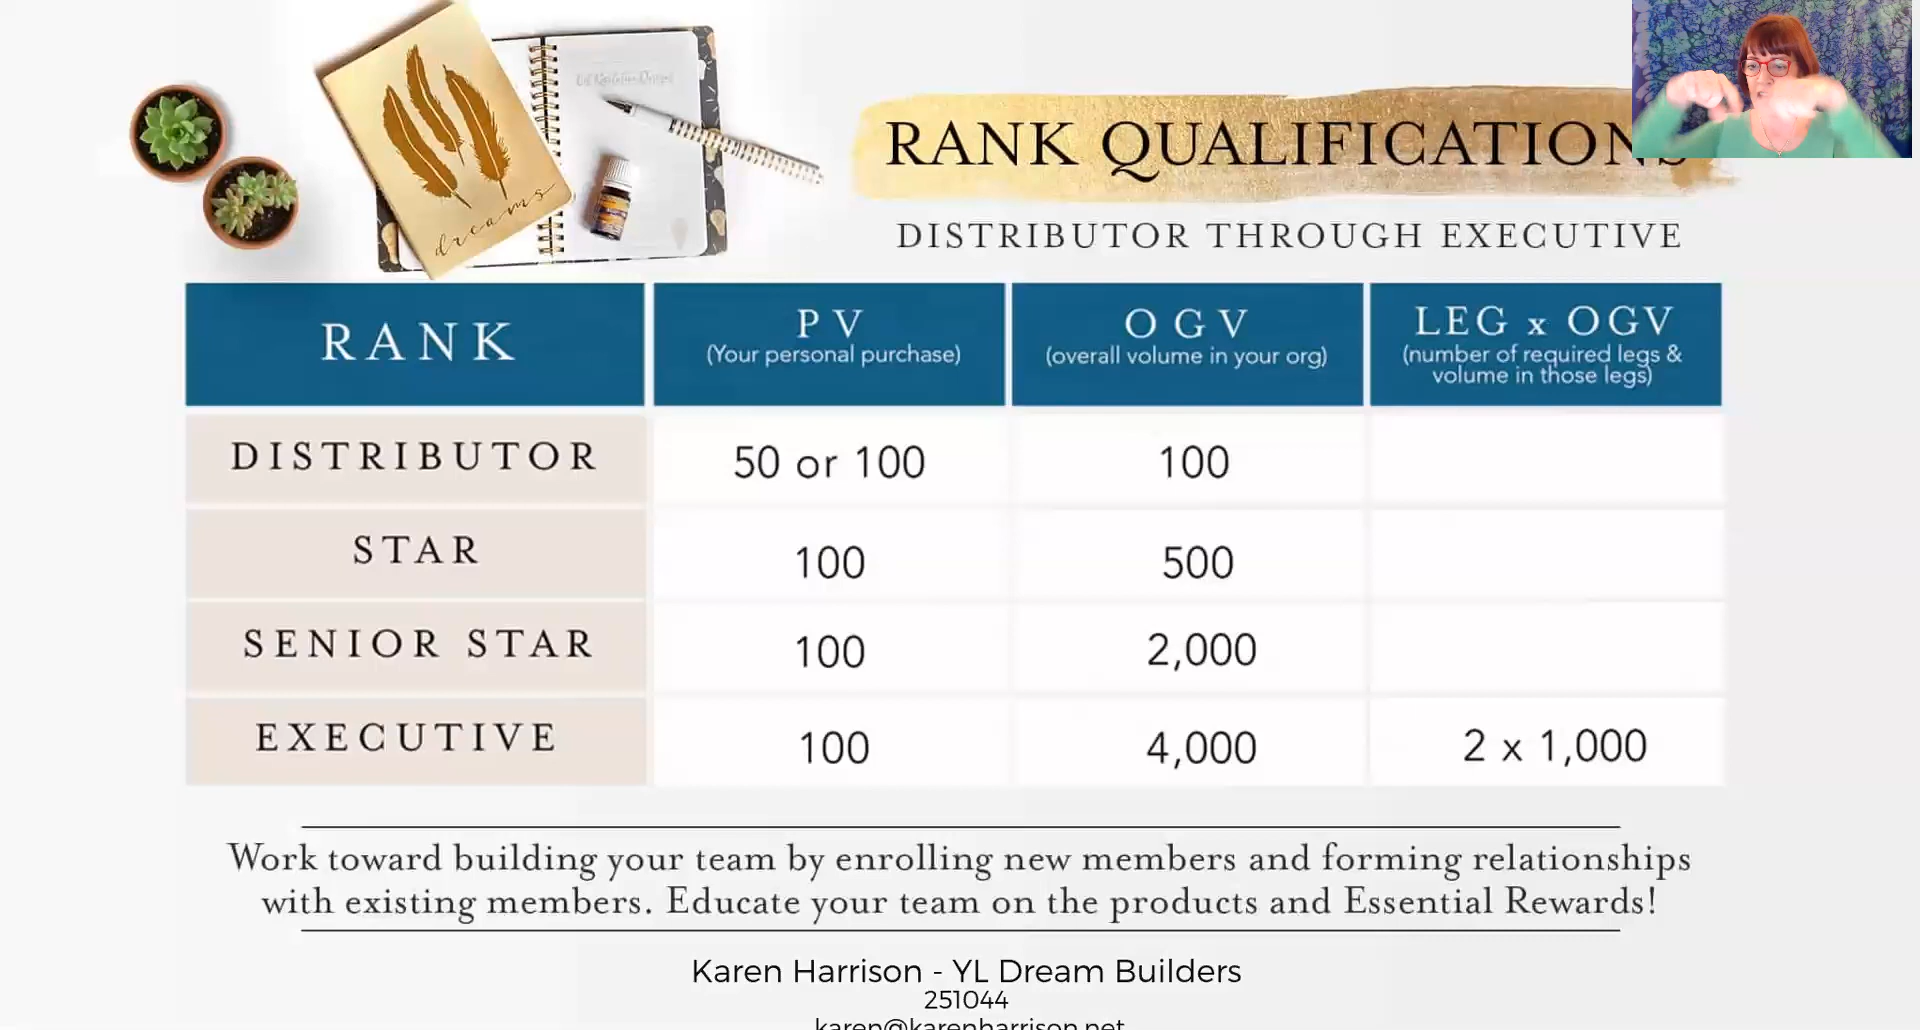 dreams
RANK QUALIFICATIONS
DISTRIBUTOR THROUGH EXECUTIVE
RANK
PV
(Your personal purchase)
OGV
(overall volume in your org)
LEG x OGV
(number of required legs &
volume in those legs)
DISTRIBUTOR
50 or 100
100
STAR
100
500
SENIOR STAR
100
2,000
EXECUTIVE
100
4,000
2 x 1,000
Work toward building your team by enrolling new members and forming relationships
with existing members. Educate your team on the products and Essential Rewards!
Karen Harrison - YL Dream Builders
251044
karen@karenharrison.net